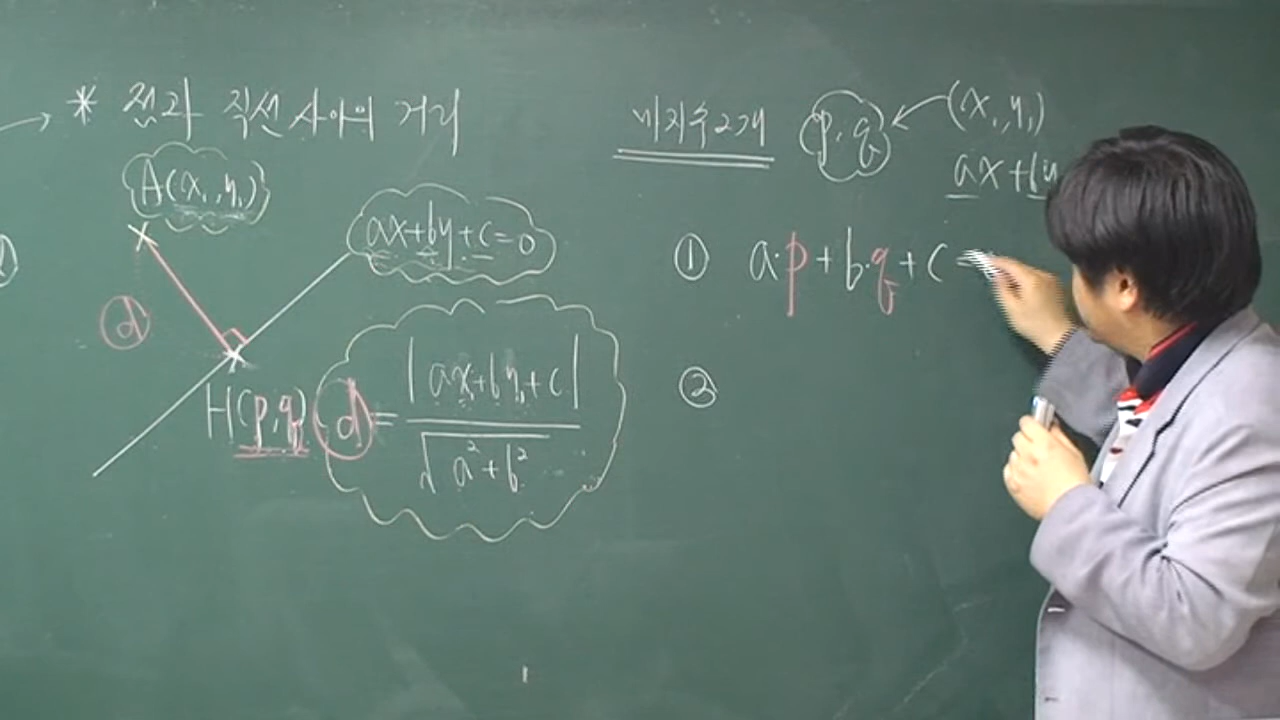 * 점과 직선 사이의 거리
A(x₁, y₁)
ax+by+c=0
d
H(p,q)
d = |ax₁+by₁+c| / √a²+b²
미지수2개 p, q ← (x₁, y₁)
ax+by
① a·p+b·q+c =
②